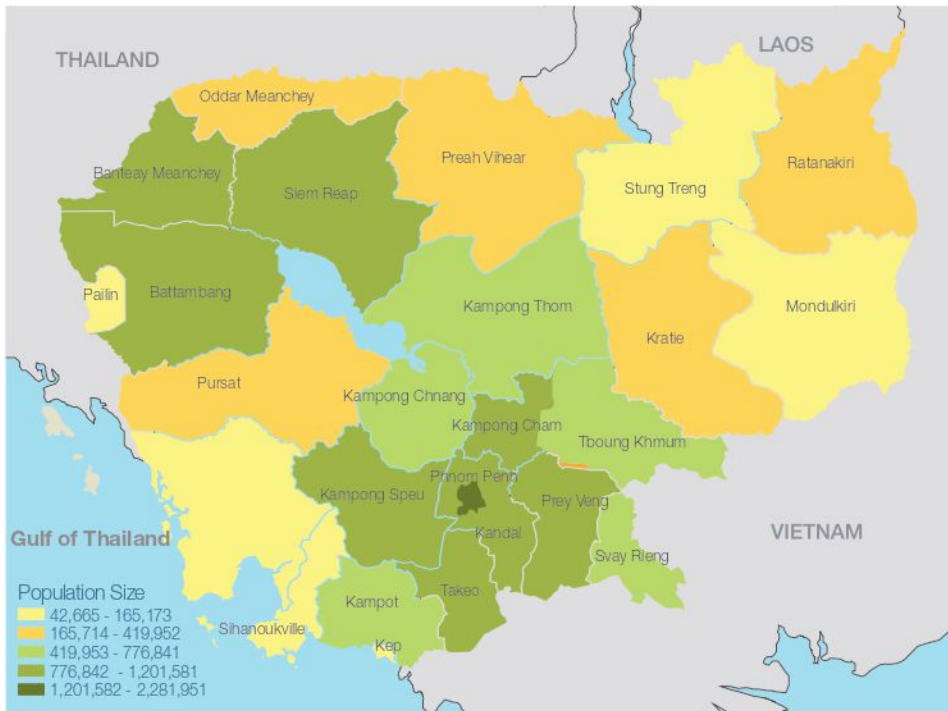 THAILAND
LAOS
Oddar Meanchey
Preah Vihear
Ratanakiri
Banteay Meanchey
Siem Reap
Stung Treng
Pailin
Battambang
Kampong Thom
Mondulkiri
Kratie
Pursat
Kampong Chnang
Kampong Cham
Tboung Khmum
Phnom Penh
Kampong Speu
Prey Veng
Kandal
Gulf of Thailand
VIETNAM
Svay Rieng
Takeo
Kampot
Sihanoukville
Kep
Population Size
42,665 - 165,173
165,714 - 419,952
419,953 - 776,841
776,842 - 1,201,581
1,201,582 - 2,281,951